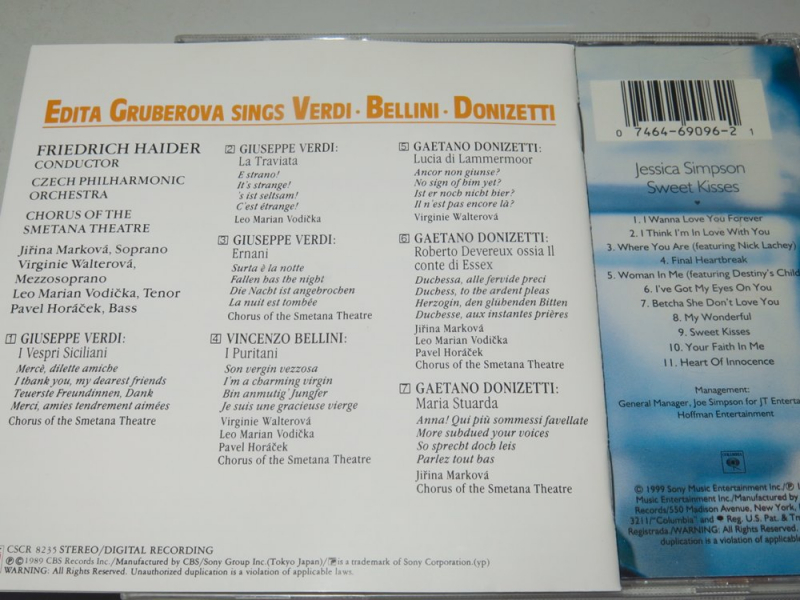 EDITA GRUBEROVA SINGS VERDI · BELLINI · DONIZETTI
FRIEDRICH HAIDER
CONDUCTOR
CZECH PHILHARMONIC
ORCHESTRA
CHORUS OF THE
SMETANA THEATRE
Jiřina Marková, Soprano
Virginie Walterová,
Mezzosoprano
Leo Marian Vodička, Tenor
Pavel Horáček, Bass
1 GIUSEPPE VERDI:
I Vespri Siciliani
Mercè, dilette amiche
I thank you, my dearest friends
Teuerste Freundinnen, Dank
Merci, amies tendrement aimées
Chorus of the Smetana Theatre
2 GIUSEPPE VERDI:
La Traviata
E strano!
It's strange!
's ist seltsam!
C'est étrange!
Leo Marian Vodička
3 GIUSEPPE VERDI:
Ernani
Surta è la notte
Fallen has the night
Die Nacht ist angebrochen
La nuit est tombée
Chorus of the Smetana Theatre
4 VINCENZO BELLINI:
I Puritani
Son vergin vezzosa
I'm a charming virgin
Bin anmutig' Jungfer
Je suis une gracieuse vierge
Virginie Walterová
Leo Marian Vodička
Pavel Horáček
Chorus of the Smetana Theatre
5 GAETANO DONIZETTI:
Lucia di Lammermoor
Ancor non giunse?
No sign of him yet?
Ist er noch nicht hier?
Il n'est pas encore là?
Virginie Walterová
6 GAETANO DONIZETTI:
Roberto Devereux ossia Il
conte di Essex
Duchessa, alle fervide preci
Duchess, to the ardent pleas
Herzogin, den glühenden Bitten
Duchesse, aux instantes prières
Jiřina Marková
Leo Marian Vodička
Pavel Horáček
Chorus of the Smetana Theatre
7 GAETANO DONIZETTI:
Maria Stuarda
Anna! Qui più sommessi favellate
More subdued your voices
So sprecht doch leis
Parlez tout bas
Jiřina Marková
Chorus of the Smetana Theatre
CSCR 8235 STEREO/DIGITAL RECORDING
℗©1989 CBS Records Inc./Manufactured by CBS/Sony Group Inc.(Tokyo Japan)/ is a trademark of Sony Corporation.(yp)
WARNING: All Rights Reserved. Unauthorized duplication is a violation of applicable laws.
0 7464-69096-2 1
Jessica Simpson
Sweet Kisses
1. I Wanna Love You Forever
2. I Think I'm In Love With You
3. Where You Are (featuring Nick Lachey)
4. Final Heartbreak
5. Woman In Me (featuring Destiny's Child
6. I've Got My Eyes On You
7. Betcha She Don't Love You
8. My Wonderful
9. Sweet Kisses
10. Your Faith In Me
11. Heart Of Innocence
Management:
General Manager, Joe Simpson for JT Enterta
Hoffman Entertainment
© 1999 Sony Music Entertainment Inc./℗
Music Entertainment Inc./Manufactured by
Records/550 Madison Avenue, New York,
3211/"Columbia" and Reg. U.S. Pat. & Tm
Registrada./WARNING: All Rights Reserved.
duplication is a violation of applicable